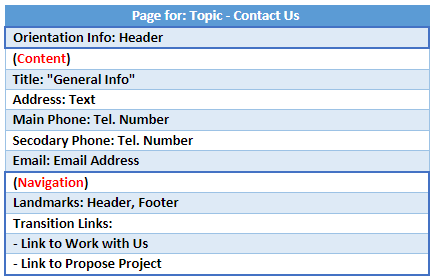 Page for: Topic - Contact Us
Orientation Info: Header
(Content)
Title: "General Info"
Address: Text
Main Phone: Tel. Number
Secodary Phone: Tel. Number
Email: Email Address
(Navigation)
Landmarks: Header, Footer
Transition Links:
- Link to Work with Us
- Link to Propose Project